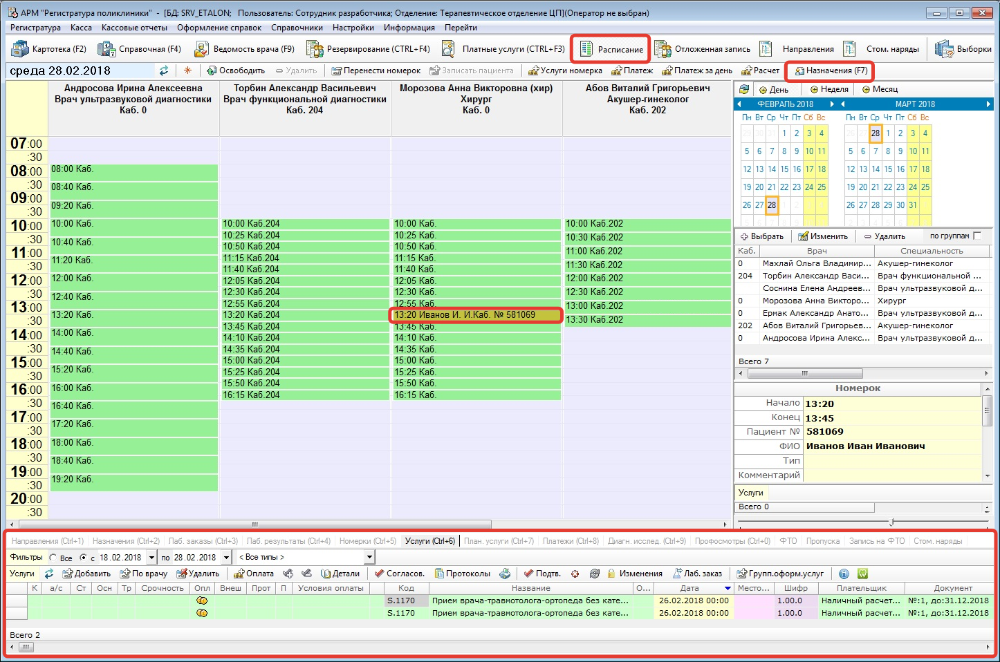 АРМ "Регистратура поликлиники" - [БД: SRV_ETALON; Пользователь: Сотрудник разработчика; Отделение: Терапевтическое отделение ЦП](Оператор не выбран)
Регистратура Касса Кассовые отчеты Оформление справок Справочники Настройки Информация Перейти
Картотека (F2) Справочная (F4) Ведомость врача (F9) Резервирование (CTRL+F4) Платные услуги (CTRL+F3) Расписание Отложенная запись Направления Стом. наряды Выборки
среда 28.02.2018 Освободить Удалить Перенести номерок Записать пациента Услуги номерка Платеж Платеж за день Расчет Назначения (F7)
Андросова Ирина Алексеевна
Врач ультразвуковой диагностики
Каб. 0
Торбин Александр Васильевич
Врач функциональной диагностики
Каб. 204
Морозова Анна Викторовна (хир)
Хирург
Каб. 0
Абов Виталий Григорьевич
Акушер-гинеколог
Каб. 202
07:00
:30
08:00
:30
09:00
:30
10:00
:30
11:00
:30
12:00
:30
13:00
:30
14:00
:30
15:00
:30
16:00
:30
17:00
:30
18:00
:30
19:00
:30
20:00
:30
08:00 Каб.
08:40 Каб.
09:20 Каб.
10:00 Каб.
10:40 Каб.
11:20 Каб.
12:00 Каб.
12:40 Каб.
13:20 Каб.
14:00 Каб.
14:40 Каб.
15:20 Каб.
16:00 Каб.
16:40 Каб.
17:20 Каб.
18:00 Каб.
18:40 Каб.
19:20 Каб.
10:00 Каб.204
10:25 Каб.204
10:50 Каб.204
11:15 Каб.204
11:40 Каб.204
12:05 Каб.204
12:30 Каб.204
12:55 Каб.204
13:20 Каб.204
13:45 Каб.204
14:10 Каб.204
14:35 Каб.204
15:00 Каб.204
15:25 Каб.204
15:50 Каб.204
16:15 Каб.204
10:00 Каб.
10:25 Каб.
10:50 Каб.
11:15 Каб.
11:40 Каб.
12:05 Каб.
12:30 Каб.
12:55 Каб.
13:20 Иванов И. И.Каб. № 581069
13:45 Каб.
14:10 Каб.
14:35 Каб.
15:00 Каб.
15:25 Каб.
15:50 Каб.
16:15 Каб.
10:00 Каб.202
10:30 Каб.202
11:00 Каб.202
11:30 Каб.202
12:00 Каб.202
12:30 Каб.202
13:00 Каб.202
13:30 Каб.202
День Неделя Месяц
ФЕВРАЛЬ 2018
Пн Вт Ср Чт Пт Сб Вс
1 2 3 4
5 6 7 8 9 10 11
12 13 14 15 16 17 18
19 20 21 22 23 24 25
26 27 28
МАРТ 2018
Пн Вт Ср Чт Пт Сб Вс
28 1 2 3 4
5 6 7 8 9 10 11
12 13 14 15 16 17 18
19 20 21 22 23 24 25
26 27 28 29 30 31
Выбрать Изменить Удалить по группам
Каб. Врач Специальность
0 Махлай Ольга Владимир... Акушер-гинеколог
204 Торбин Александр Васи... Врач функциональной ...
Соснина Елена Андреев... Врач ультразвуковой д...
0 Морозова Анна Викторо... Хирург
0 Ермак Александр Анато... Врач ультразвуковой д...
202 Абов Виталий Григорьев... Акушер-гинеколог
0 Андросова Ирина Алекс... Врач ультразвуковой д...
Всего 7
Номерок
Начало 13:20
Конец 13:45
Пациент № 581069
ФИО Иванов Иван Иванович
Тип
Комментарий
Услуги
Всего 0
Направления (Ctrl+1) Назначения (Ctrl+2) Лаб. заказы (Ctrl+3) Лаб. результаты (Ctrl+4) Номерки (Ctrl+5) Услуги (Ctrl+6) План. услуги (Ctrl+7) Платежи (Ctrl+8) Диагн. исслед. (Ctrl+9) Профосмотры (Ctrl+0) ФТО Пропуска Запись на ФТО Стом. наряды
Фильтры Все с 18.02.2018 по 28.02.2018 < Все типы >
Услуги Добавить По врачу Удалить Оплата Детали Согласов. Протоколы Подтв. Изменения Лаб. заказ Групп.оформ.услуг
К а/с Ст Осн Тр Срочность Опл Внеш Прот П Условия оплаты Код Название О... Дата Место... Шифр Плательщик Документ
S.1170 Прием врача-травмотолога-ортопеда без кате... 26.02.2018 00:00 1.00.0 Наличный расчет... №:1, до:31.12.2018
S.1170 Прием врача-травмотолога-ортопеда без кате... 26.02.2018 00:00 1.00.0 Наличный расчет... №:1, до:31.12.2018
Всего 2